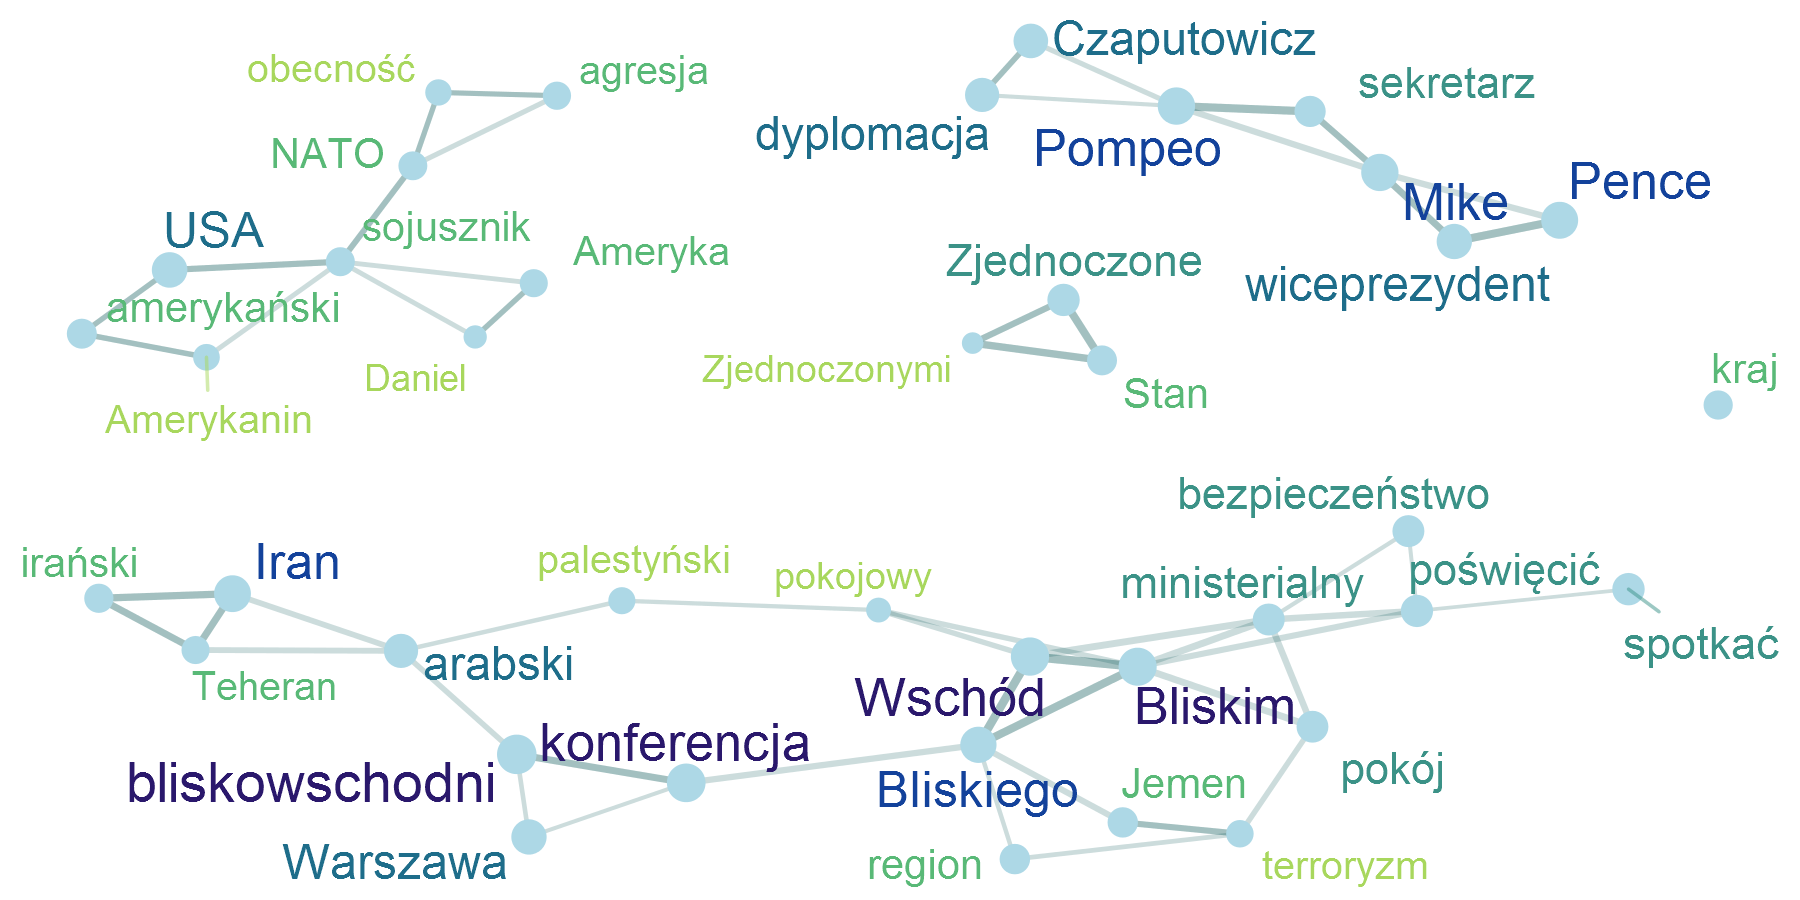 Czaputowicz
obecność
agresja
sekretarz
dyplomacja
NATO
Pompeo
Pence
Mike
USA
sojusznik
Ameryka
Zjednoczone
wiceprezydent
amerykański
Zjednoczonymi
kraj
Daniel
Stan
Amerykanin
bezpieczeństwo
irański
Iran
palestyński
pokojowy
ministerialny
poświęcić
spotkać
arabski
Teheran
Wschód
Bliskim
konferencja
bliskowschodni
Bliskiego
Jemen
pokój
Warszawa
region
terroryzm